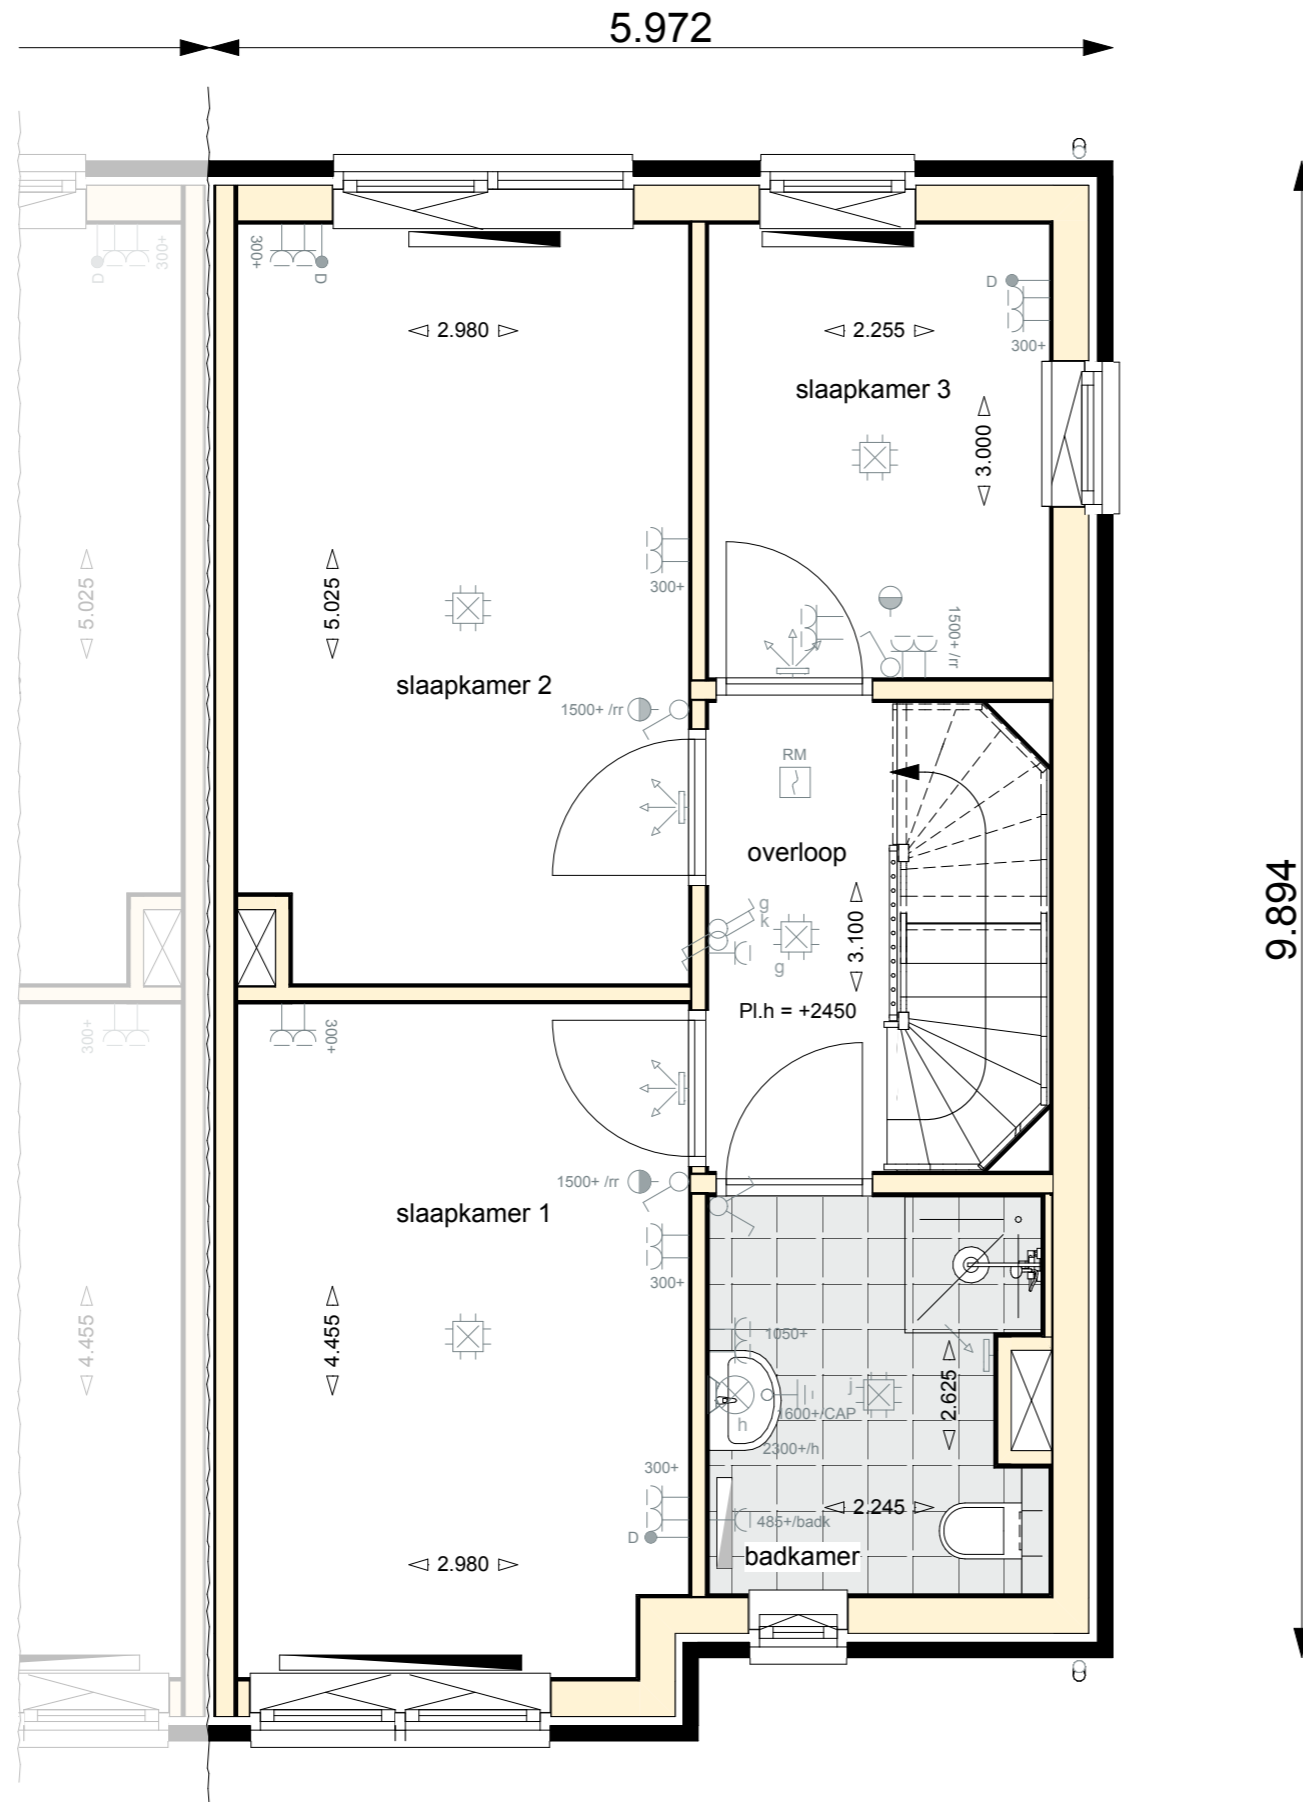 5.972
300+
D
300+
D
D
300+
2.980
2.255
slaapkamer 3
3.000
5.025
5.025
300+
1500+ /rr
slaapkamer 2
1500+ /rr
RM
overloop
9.894
g
k
g
3.100
Pl.h = +2450
300+
300+
1500+ /rr
slaapkamer 1
300+
4.455
4.455
1050+
2.625
j
1600+/CAP
h
2300+/h
300+
D
485+/badk
2.245
badkamer
2.980